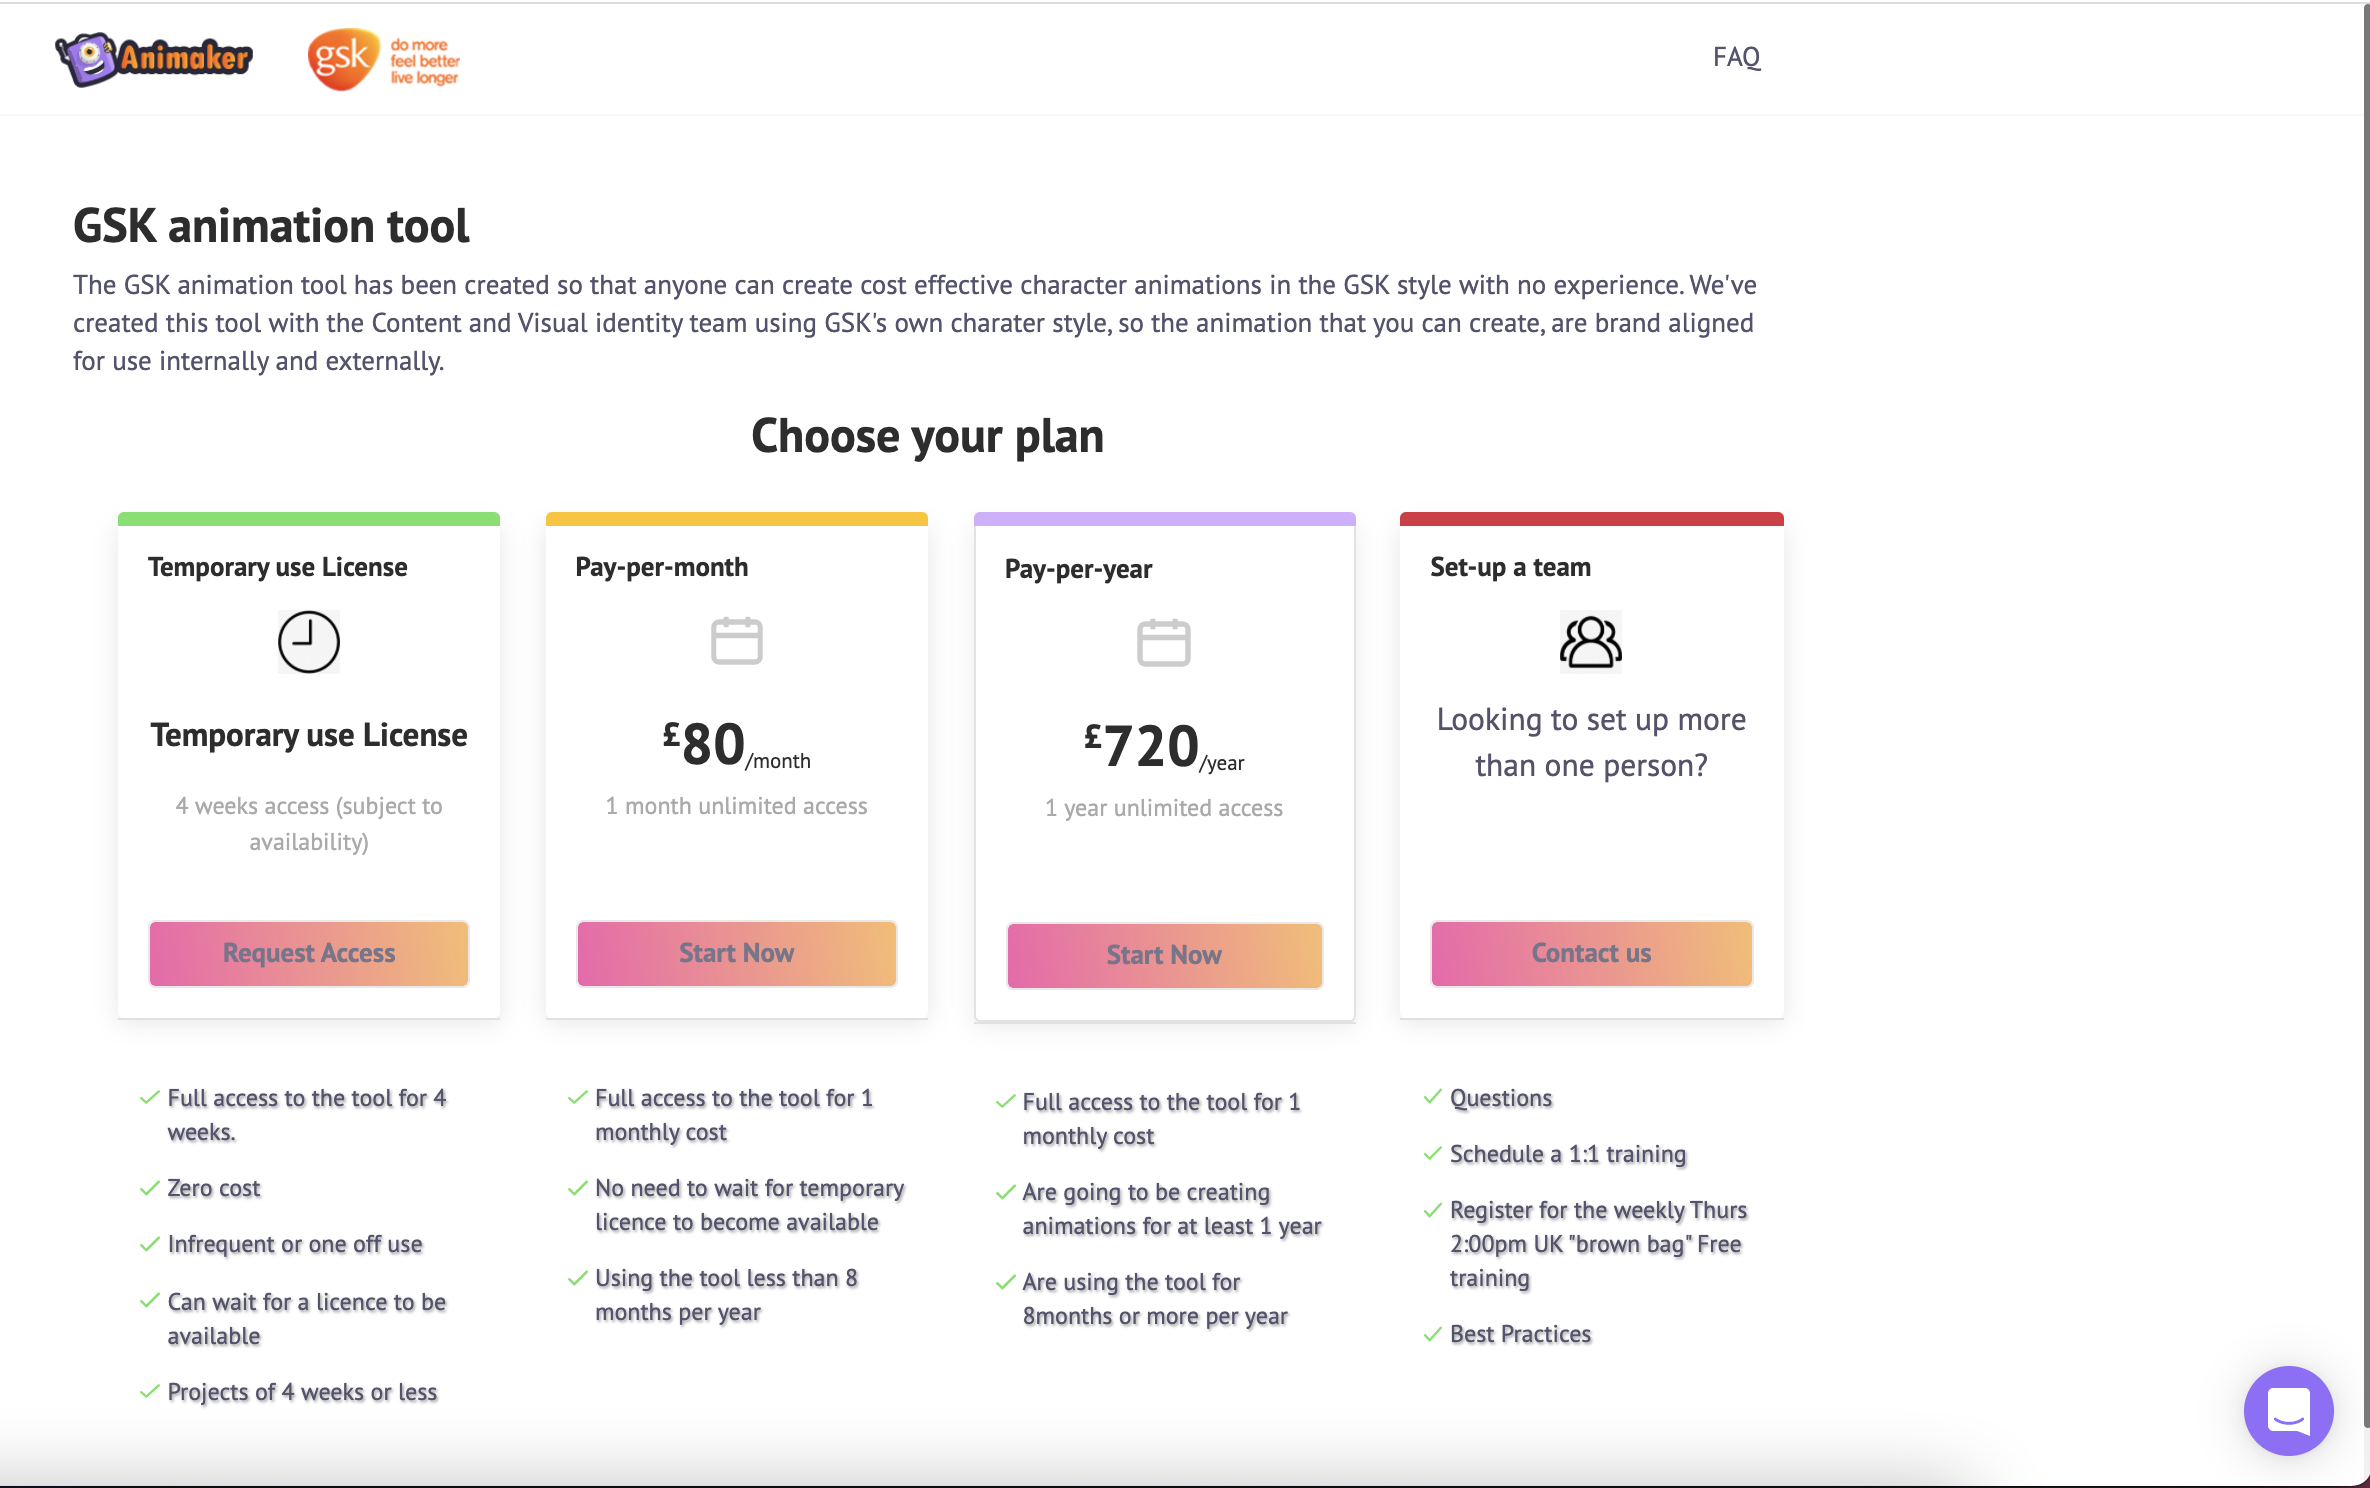 Animaker
gsk
do more
feel better
live longer
FAQ
GSK animation tool
The GSK animation tool has been created so that anyone can create cost effective character animations in the GSK style with no experience. We've
created this tool with the Content and Visual identity team using GSK's own charater style, so the animation that you can create, are brand aligned
for use internally and externally.
Choose your plan
Temporary use License
Temporary use License
4 weeks access (subject to
availability)
Request Access
Full access to the tool for 4
weeks.
Zero cost
Infrequent or one off use
Can wait for a licence to be
available
Projects of 4 weeks or less
Pay-per-month
£80/month
1 month unlimited access
Start Now
Full access to the tool for 1
monthly cost
No need to wait for temporary
licence to become available
Using the tool less than 8
months per year
Pay-per-year
£720/year
1 year unlimited access
Start Now
Full access to the tool for 1
monthly cost
Are going to be creating
animations for at least 1 year
Are using the tool for
8months or more per year
Set-up a team
Looking to set up more
than one person?
Contact us
Questions
Schedule a 1:1 training
Register for the weekly Thurs
2:00pm UK "brown bag" Free
training
Best Practices